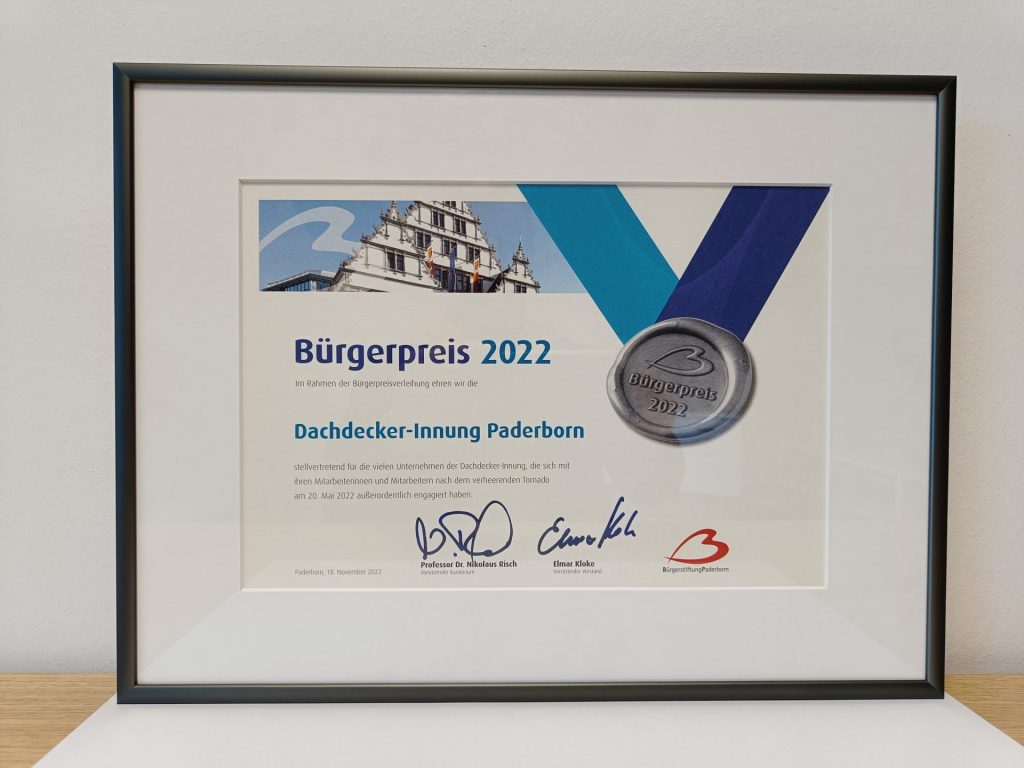 Bürgerpreis 2022
Im Rahmen der Bürgerpreisverleihung ehren wir die
Dachdecker-Innung Paderborn
stellvertretend für die vielen Unternehmen der Dachdecker-Innung, die sich mit
ihren Mitarbeiterinnen und Mitarbeitern nach dem verheerenden Tornado
am 20. Mai 2022 außerordentlich engagiert haben.
Bürgerpreis
2022
Paderborn, 18. November 2022
Professor Dr. Nikolaus Risch
Vorsitzender Kuratorium
Elmar Kloke
Vorsitzender Vorstand
BürgerstiftungPaderborn